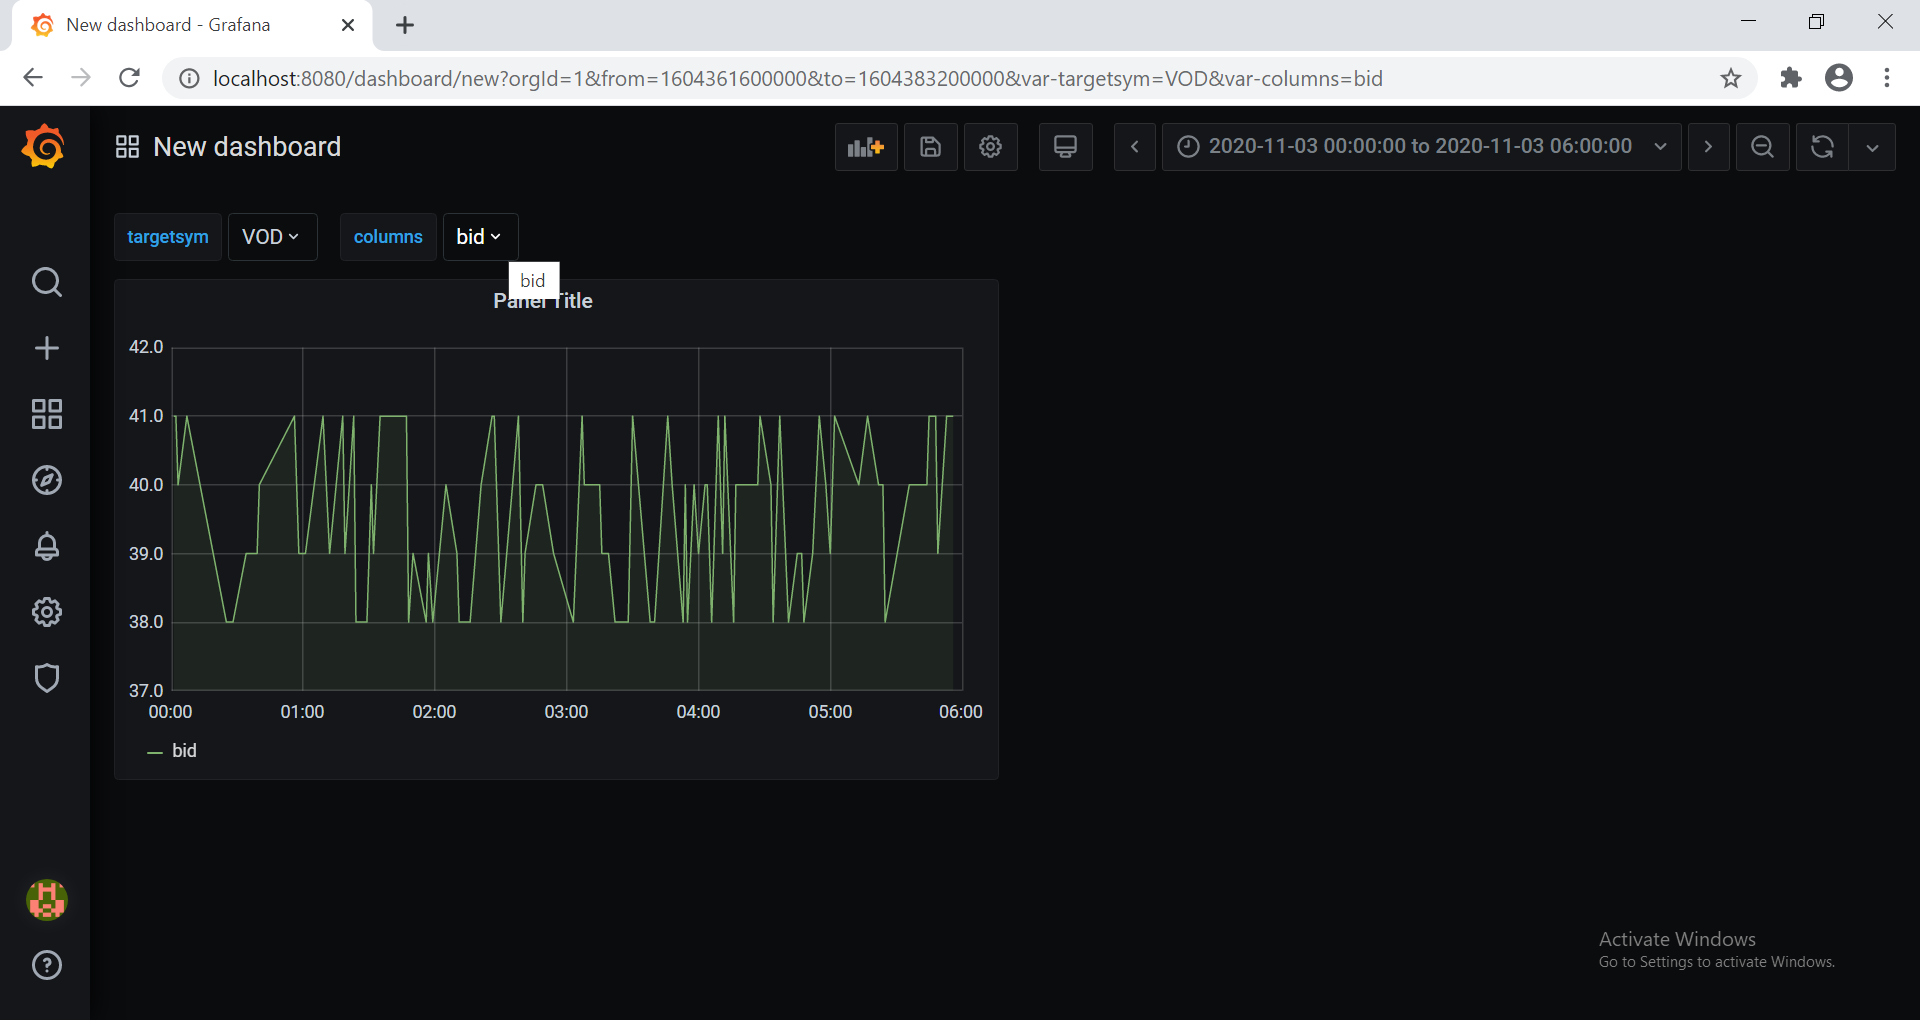 New dashboard - Grafana
localhost:8080/dashboard/new?orgId=1&from=1604361600000&to=1604383200000&var-targetsym=VOD&var-columns=bid
New dashboard
2020-11-03 00:00:00 to 2020-11-03 06:00:00
targetsym VOD columns bid
bid
Panel Title
42.0
41.0
40.0
39.0
38.0
37.0
00:00 01:00 02:00 03:00 04:00 05:00 06:00
bid
Activate Windows
Go to Settings to activate Windows.